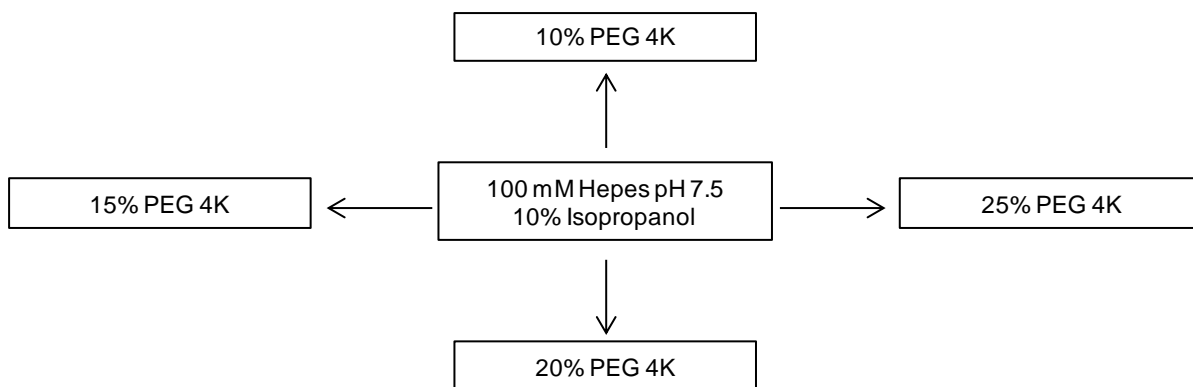 10% PEG 4K
15% PEG 4K
100 mM Hepes pH 7.5
10% Isopropanol
25% PEG 4K
20% PEG 4K